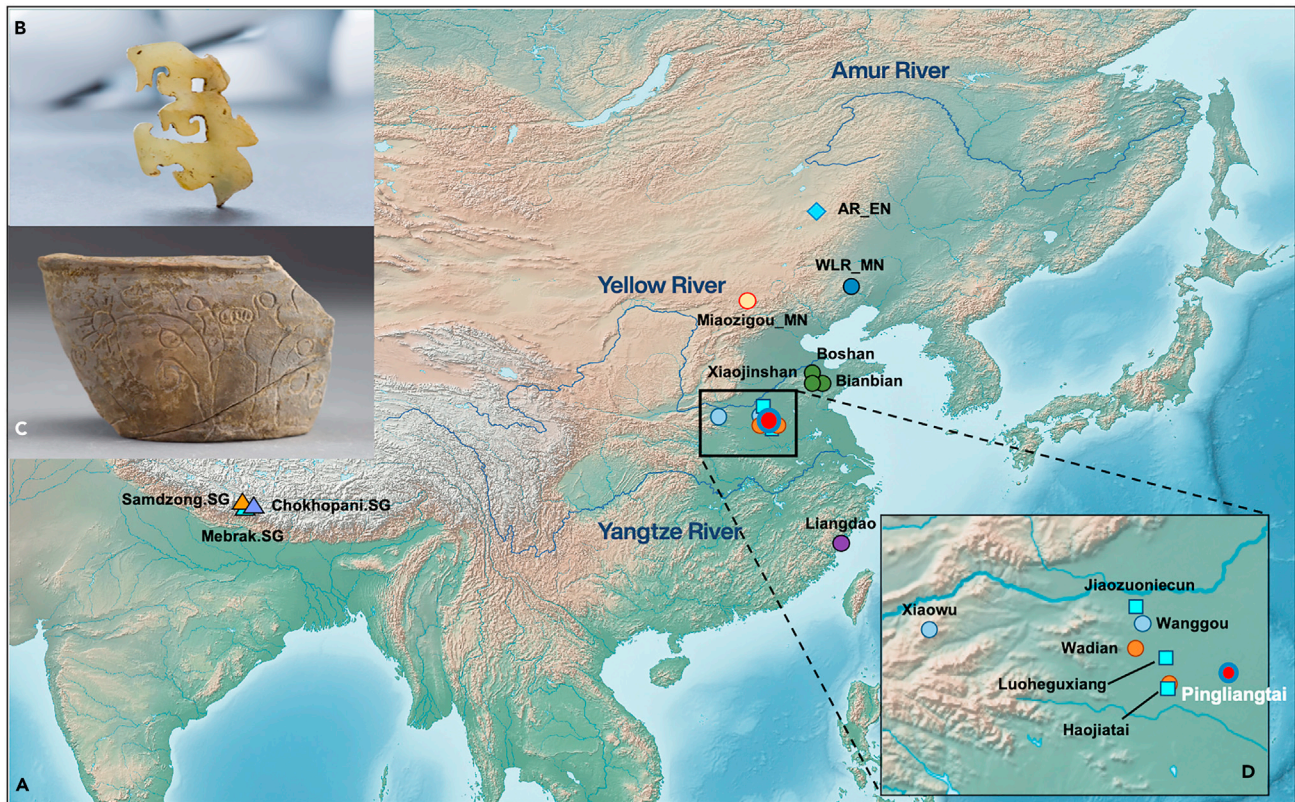 B
Amur River
AR_EN
WLR_MN
Yellow River
Miaozigou_MN
Boshan
Xiaojinshan
Bianbian
C
Samdzong.SG
Chokhopani.SG
Mebrak.SG
Yangtze River
Liangdao
Jiaozuoniecun
Xiaowu
Wanggou
Wadian
Luoheguxiang
Pingliangtai
Haojiatai
A
D